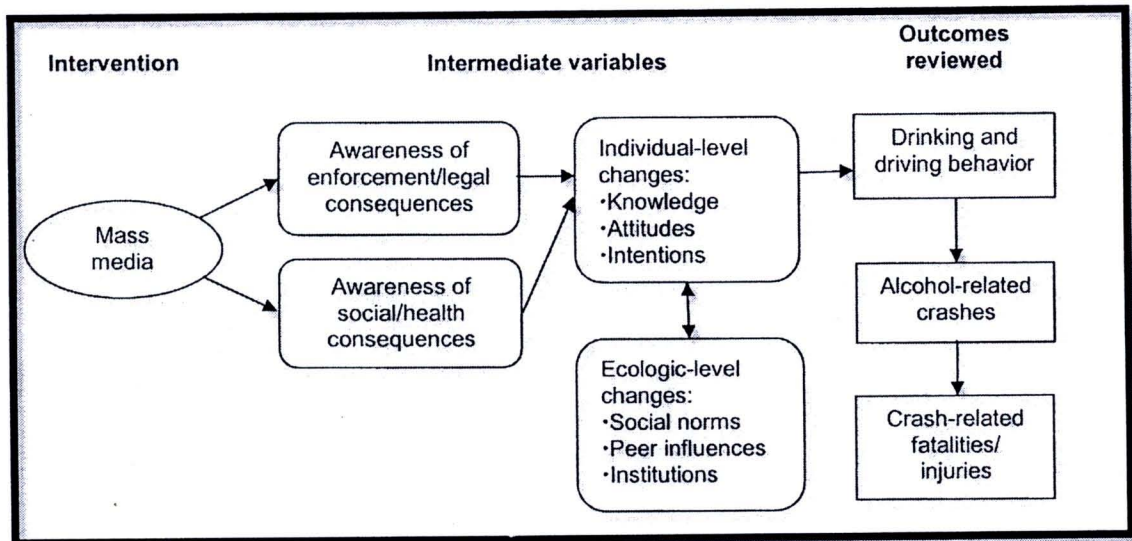 Intervention
Intermediate variables
Outcomes
reviewed
Mass
media
Awareness of
enforcement/legal
consequences
Awareness of
social/health
consequences
Individual-level
changes:
•Knowledge
•Attitudes
•Intentions
Ecologic-level
changes:
•Social norms
•Peer influences
•Institutions
Drinking and
driving behavior
Alcohol-related
crashes
Crash-related
fatalities/
injuries